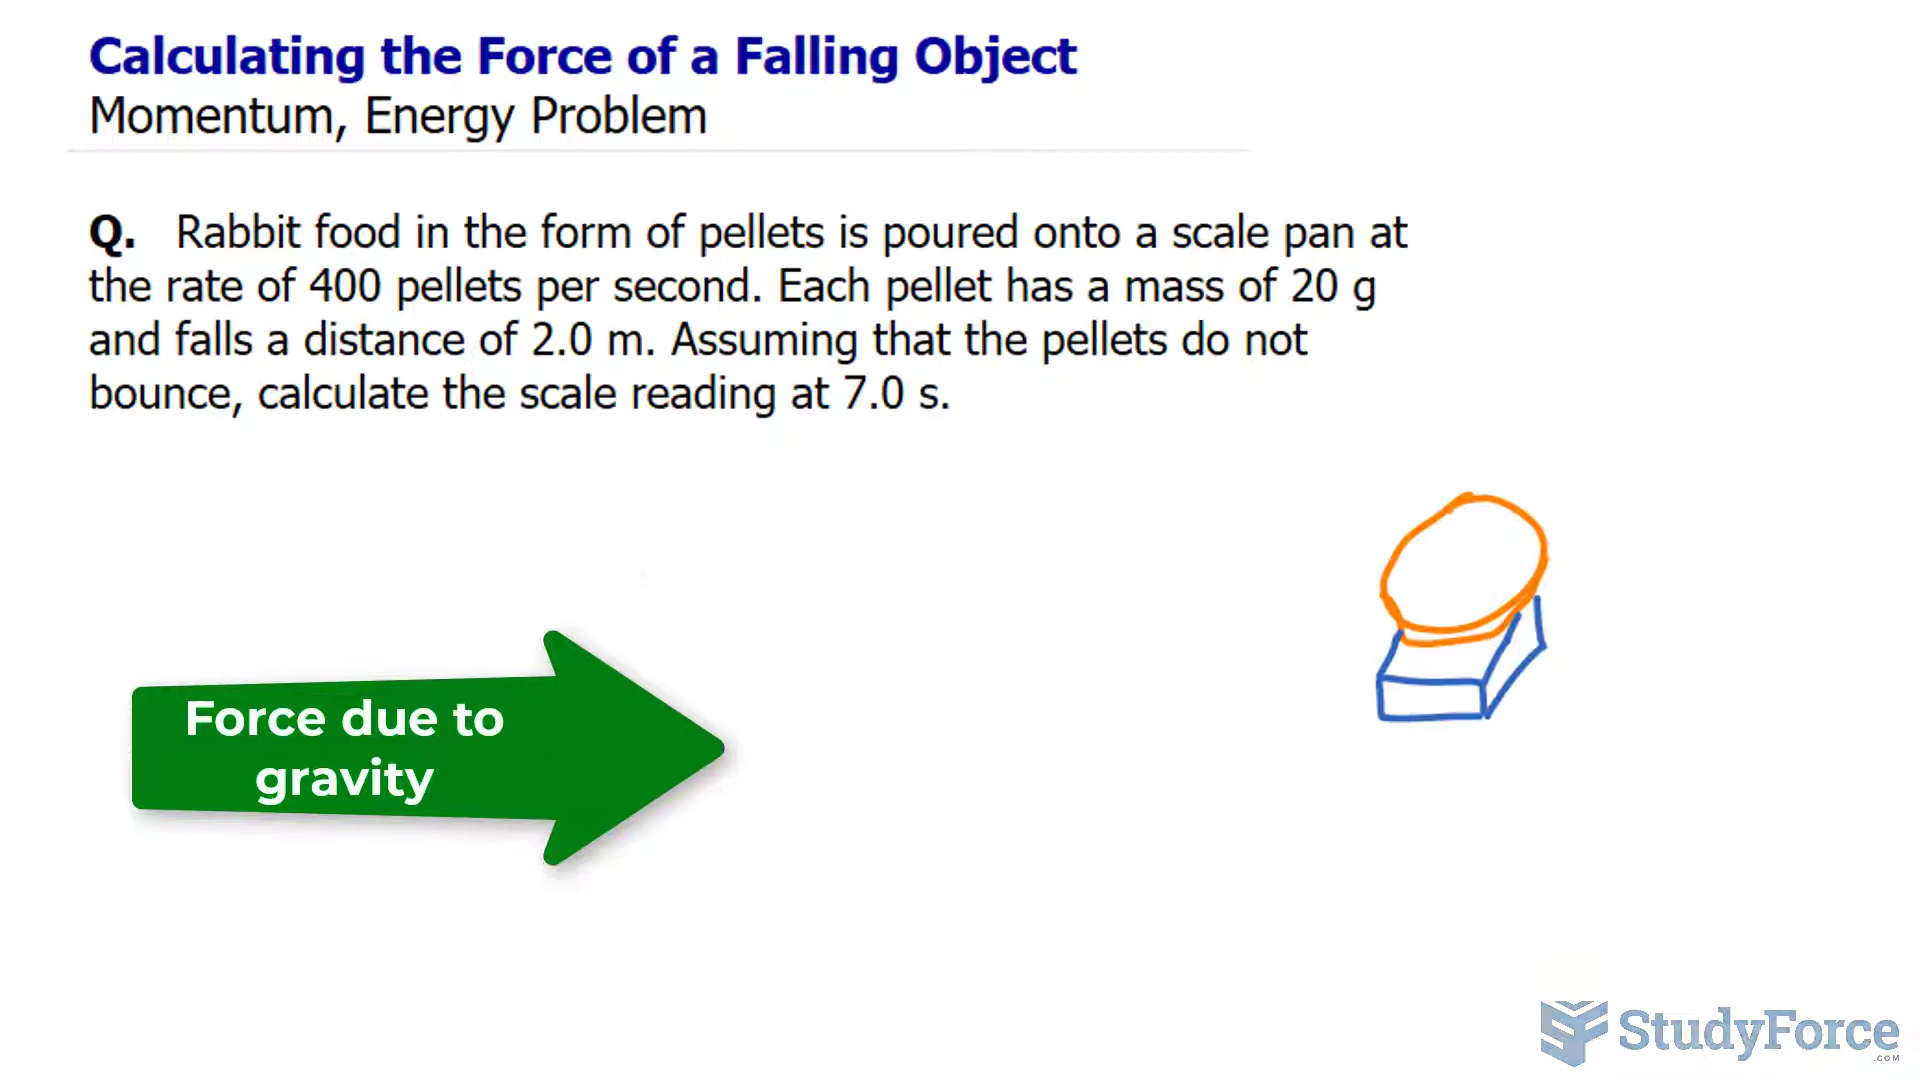 Calculating the Force of a Falling Object
Momentum, Energy Problem
Q. Rabbit food in the form of pellets is poured onto a scale pan at
the rate of 400 pellets per second. Each pellet has a mass of 20 g
and falls a distance of 2.0 m. Assuming that the pellets do not
bounce, calculate the scale reading at 7.0 s.
Force due to
gravity
StudyForce
.COM